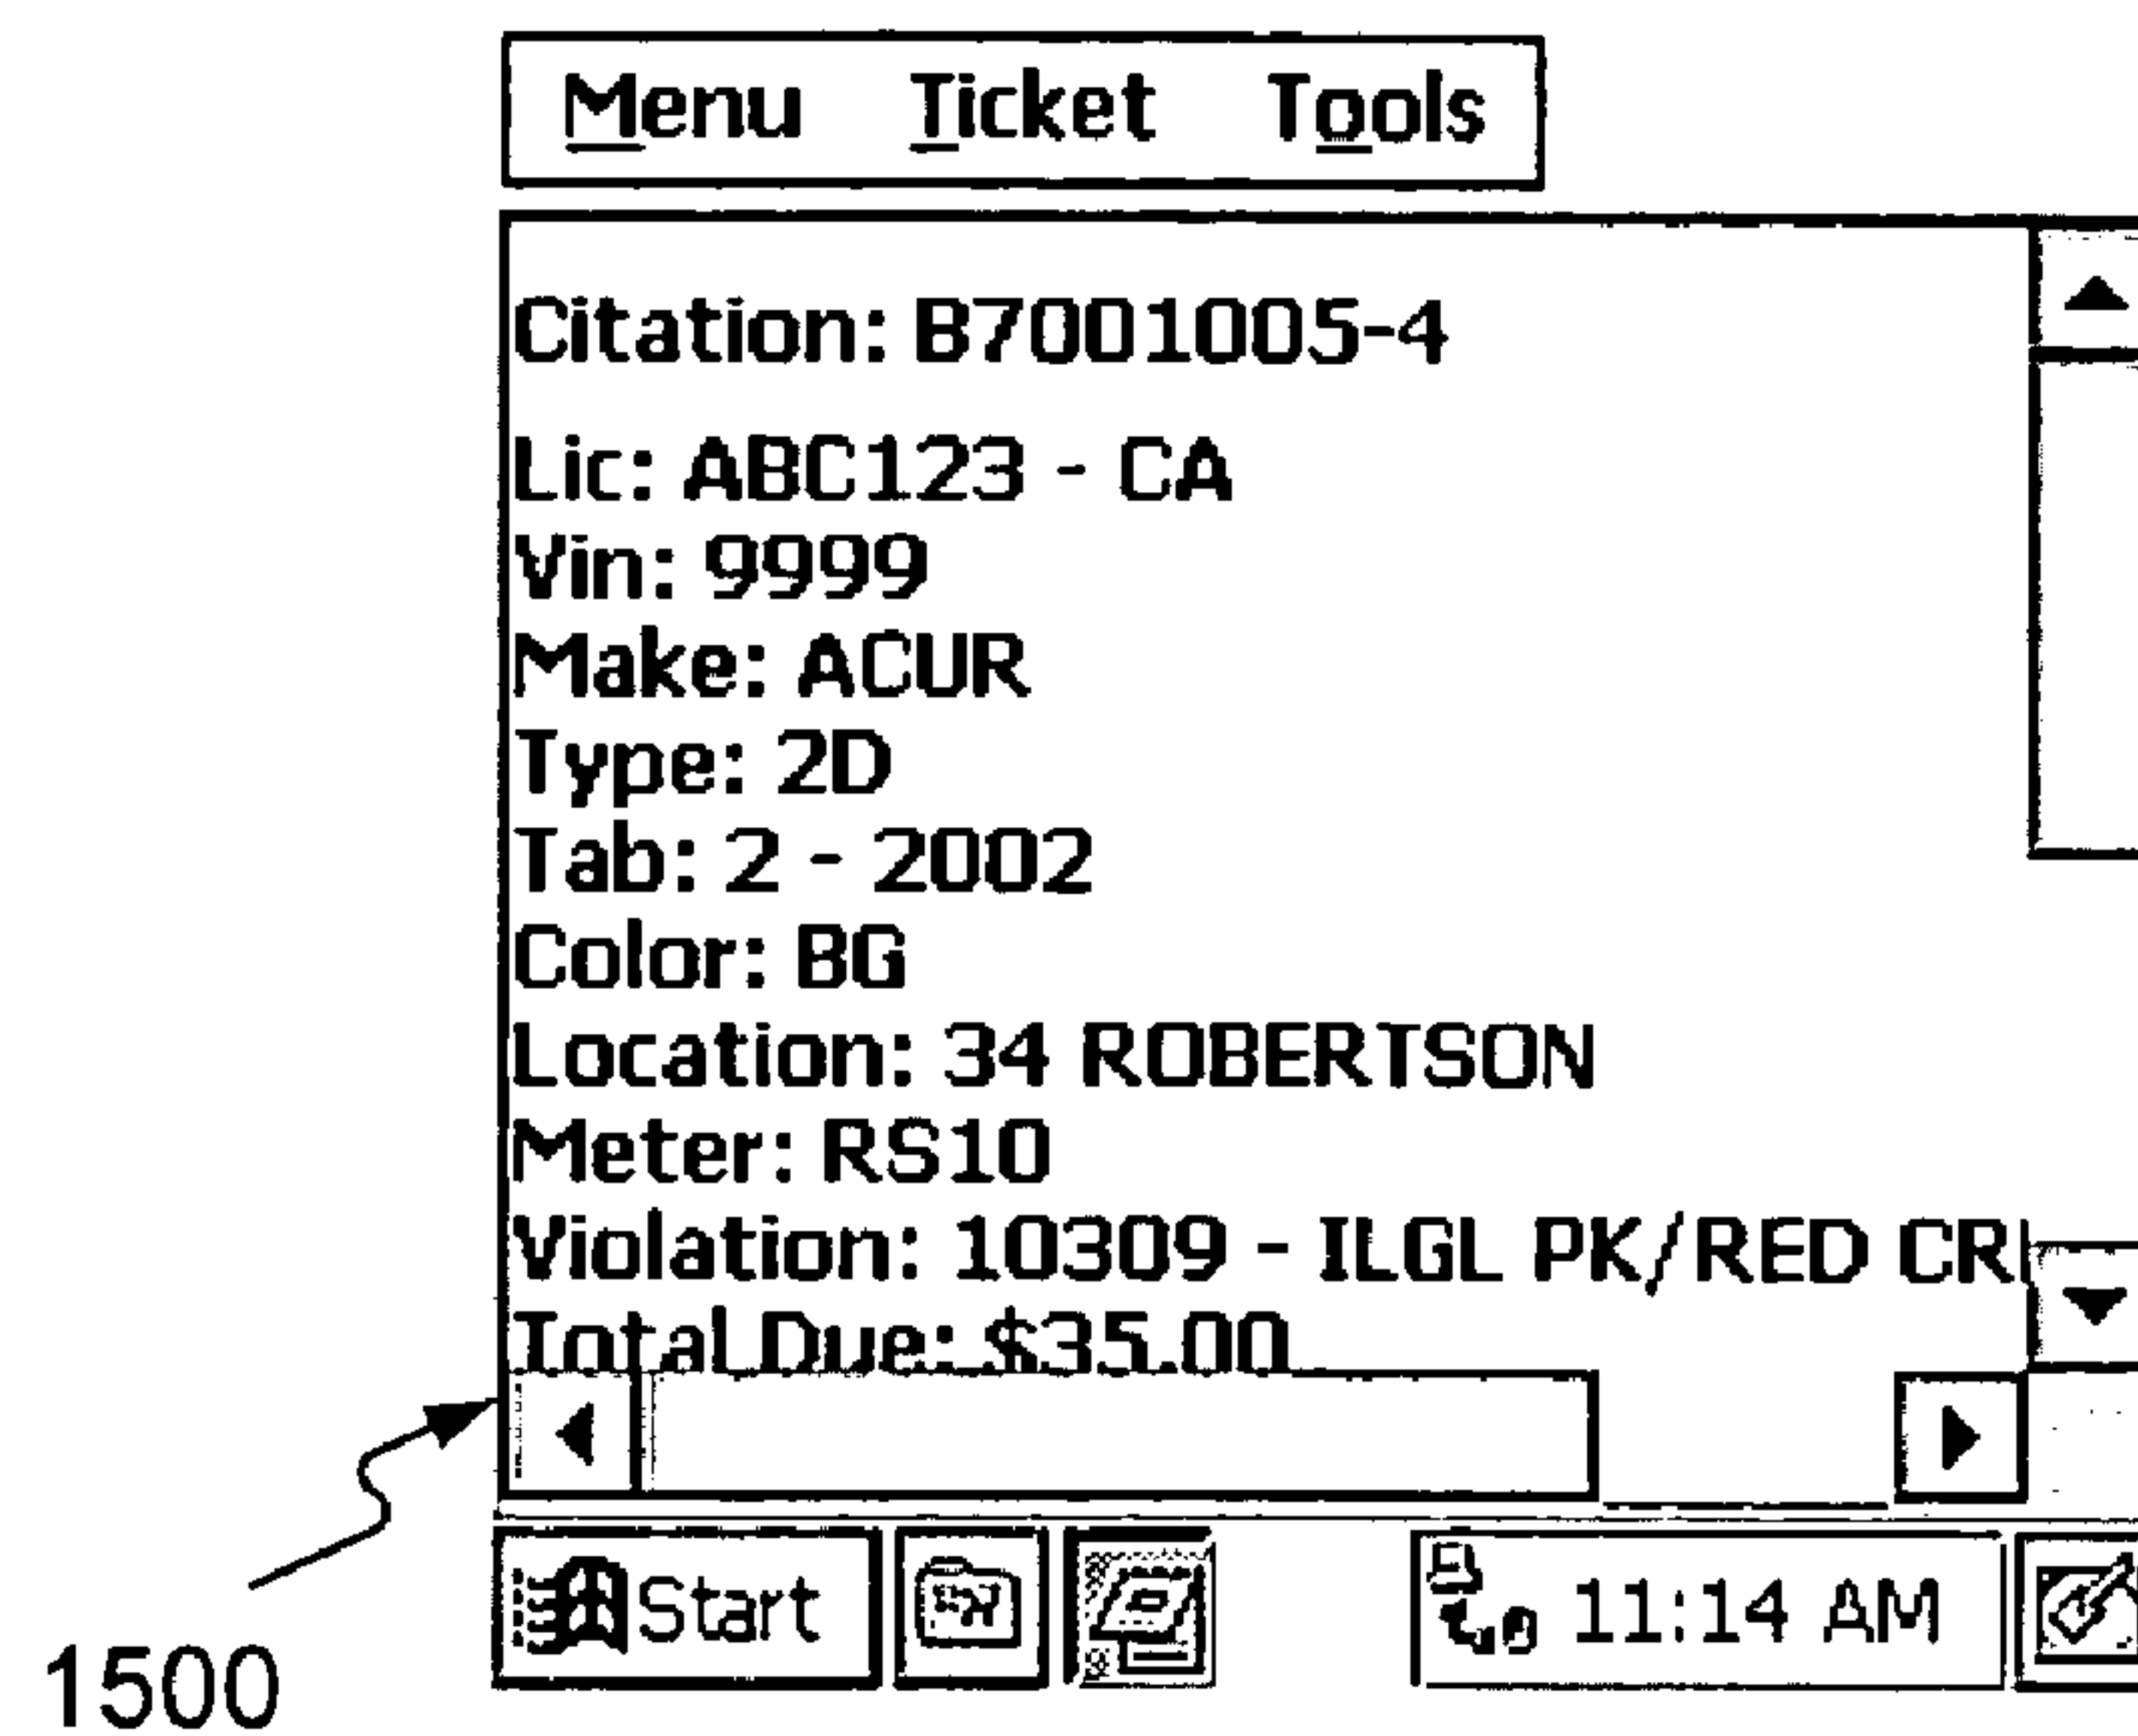 Menu Ticket Tools
Citation: B7001005-4
Lic: ABC123 - CA
Vin: 9999
Make: ACUR
Type: 2D
Tab: 2 - 2002
Color: BG
Location: 34 ROBERTSON
Meter: RS10
Violation: 10309 - ILGL PK/RED CR
Total Due: $35.00
Start 11:14 AM
1500